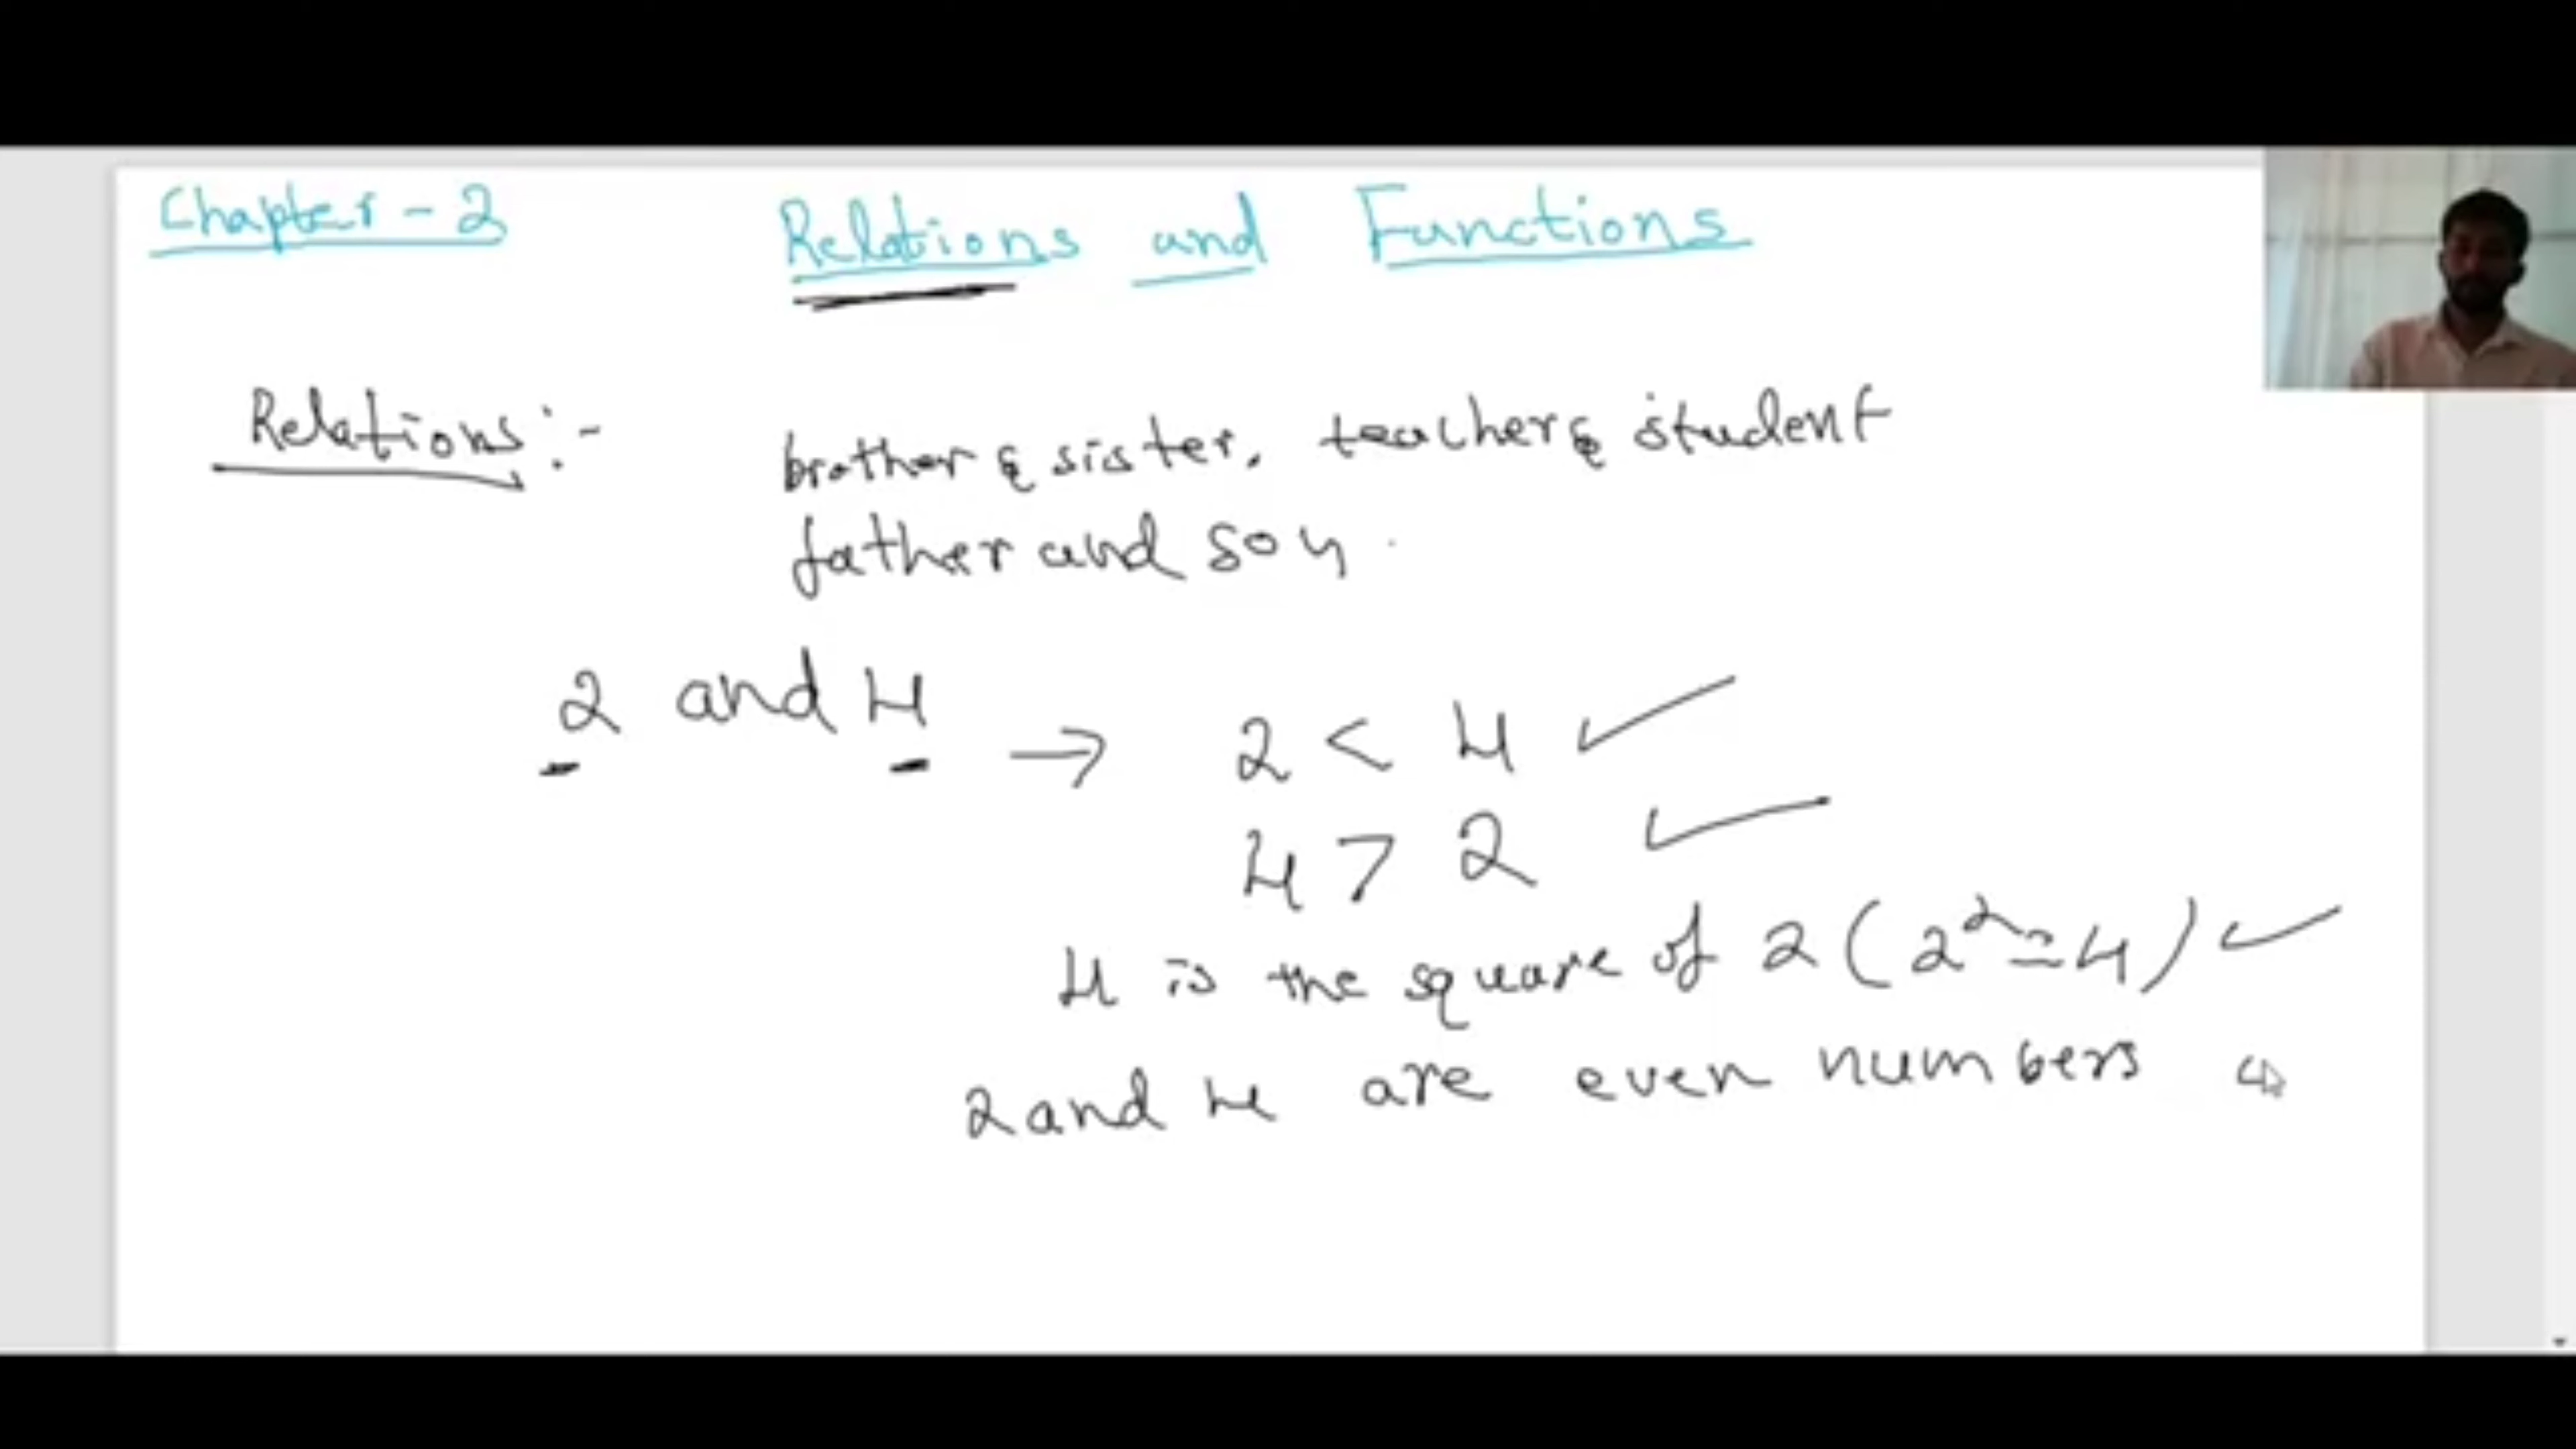 Chapter - 2
Relations and Functions
Relations :-
brother & sister, teacher & student
father and son.
2 and 4 → 2 < 4 ✓
4 > 2 ✓
4 is the square of 2 ( 2² = 4 ) ✓
2 and 4 are even numbers